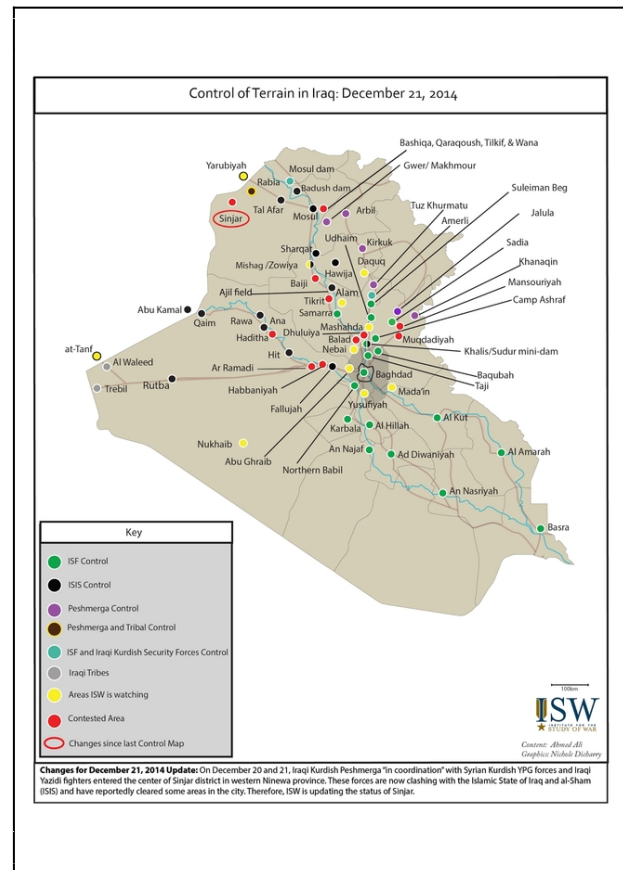 Control of Terrain in Iraq: December 21, 2014
Bashiqa, Qaraqoush, Tilkif, & Wana
Gwer/ Makhmour
Suleiman Beg
Tuz Khurmatu
Amerli
Jalula
Sadia
Khanaqin
Mansouriyah
Camp Ashraf
Yarubiyah
Mosul dam
Rabia
Badush dam
Tal Afar
Mosul
Arbil
Sinjar
Udhaim
Kirkuk
Sharqat
Daquq
Mishag /Zowiya
Hawija
Baiji
Ajil field
Alam
Tikrit
Samarra
Abu Kamal
Qaim
Rawa
Ana
Haditha
Dhuluiya
Mashahda
Balad
Nebai
Muqdadiyah
Khalis/Sudur mini-dam
at-Tanf
Al Waleed
Hit
Trebil
Rutba
Ar Ramadi
Habbaniyah
Fallujah
Baghdad
Baqubah
Taji
Mada'in
Yusufiyah
Abu Ghraib
Northern Babil
Nukhaib
Karbala
Al Hillah
Al Kut
An Najaf
Ad Diwaniyah
Al Amarah
An Nasriyah
Basra
Key
ISF Control
ISIS Control
Peshmerga Control
Peshmerga and Tribal Control
ISF and Iraqi Kurdish Security Forces Control
Iraqi Tribes
Areas ISW is watching
Contested Area
Changes since last Control Map
100km
ISW
INSTITUTE FOR THE
STUDY OF WAR
Content: Ahmed Ali
Graphics: Nichole Dicharry
Changes for December 21, 2014 Update: On December 20 and 21, Iraqi Kurdish Peshmerga "in coordination" with Syrian Kurdish YPG forces and Iraqi
Yazidi fighters entered the center of Sinjar district in western Ninewa province. These forces are now clashing with the Islamic State of Iraq and al-Sham
(ISIS) and have reportedly cleared some areas in the city. Therefore, ISW is updating the status of Sinjar.